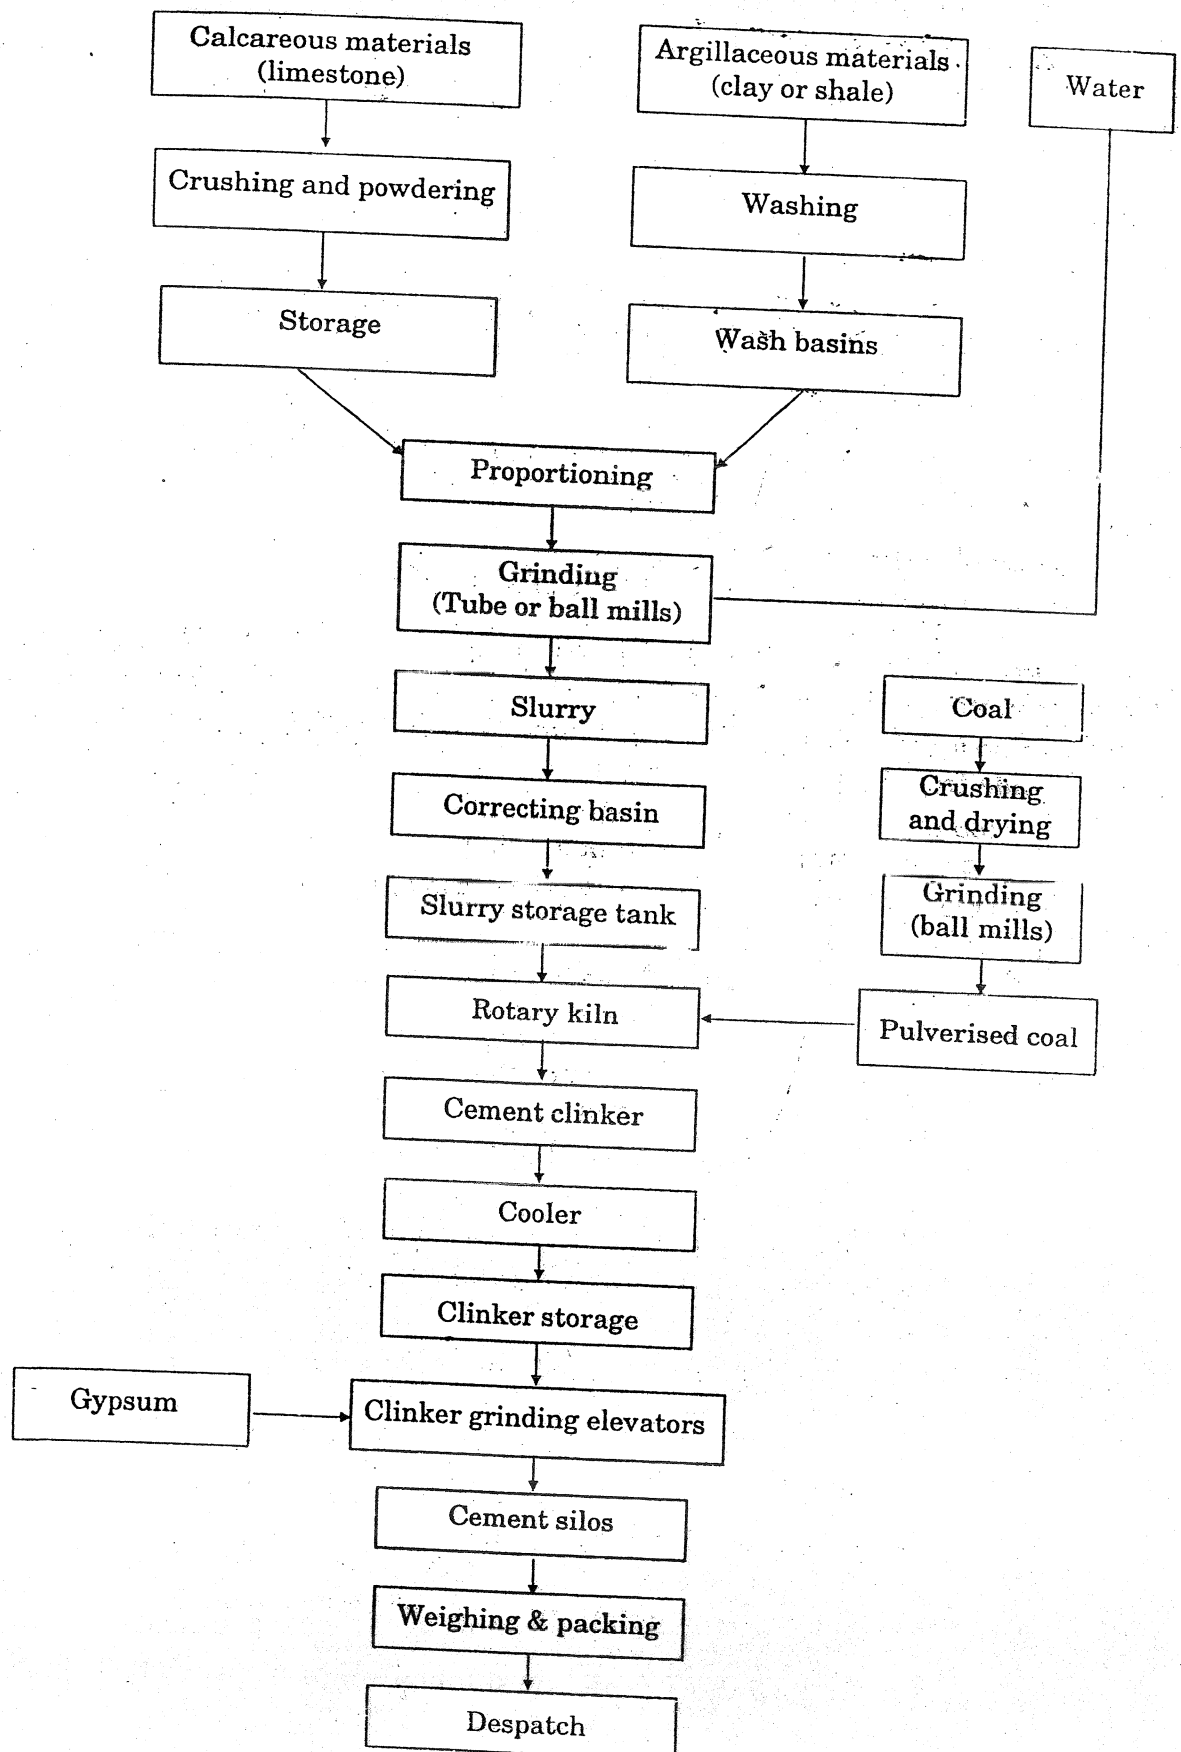 Calcareous materials
(limestone)
Argillaceous materials
(clay or shale)
Water
Crushing and powdering
Washing
Storage
Wash basins
Proportioning
Grinding
(Tube or ball mills)
Slurry
Coal
Correcting basin
Crushing
and drying
Slurry storage tank
Grinding
(ball mills)
Rotary kiln
Pulverised coal
Cement clinker
Cooler
Clinker storage
Gypsum
Clinker grinding elevators
Cement silos
Weighing & packing
Despatch